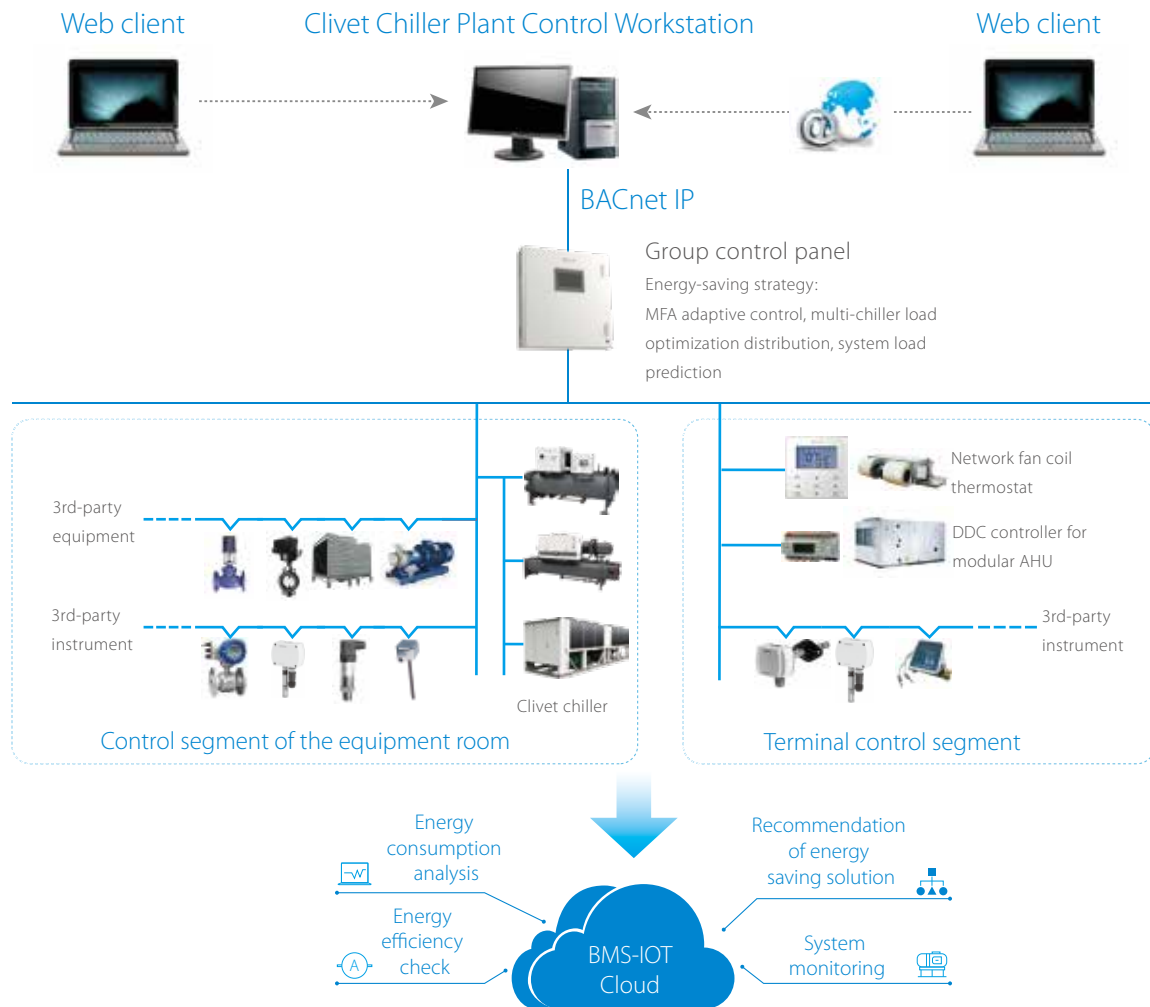 Web client
Clivet Chiller Plant Control Workstation
Web client
@
BACnet IP
Group control panel
Energy-saving strategy:
MFA adaptive control, multi-chiller load
optimization distribution, system load
prediction
3rd-party
equipment
3rd-party
instrument
Clivet chiller
Control segment of the equipment room
Network fan coil
thermostat
DDC controller for
modular AHU
3rd-party
instrument
Terminal control segment
Energy
consumption
analysis
Energy
efficiency
check
A
BMS-IOT
Cloud
Recommendation
of energy
saving solution
System
monitoring